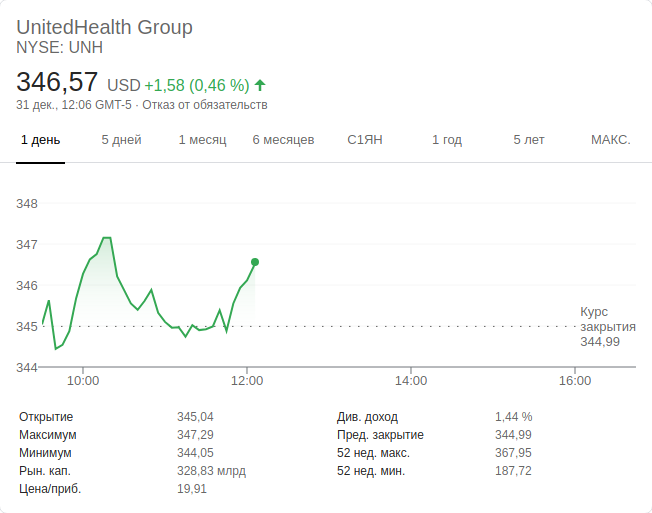 UnitedHealth Group
NYSE: UNH
346,57 USD +1,58 (0,46 %)
31 дек., 12:06 GMT-5 · Отказ от обязательств
1 день 5 дней 1 месяц 6 месяцев С1ЯН 1 год 5 лет МАКС.
348
347
346
345
344
Курс
закрытия
344,99
10:00 12:00 14:00 16:00
Открытие 345,04 Див. доход 1,44 %
Максимум 347,29 Пред. закрытие 344,99
Минимум 344,05 52 нед. макс. 367,95
Рын. кап. 328,83 млрд 52 нед. мин. 187,72
Цена/приб. 19,91